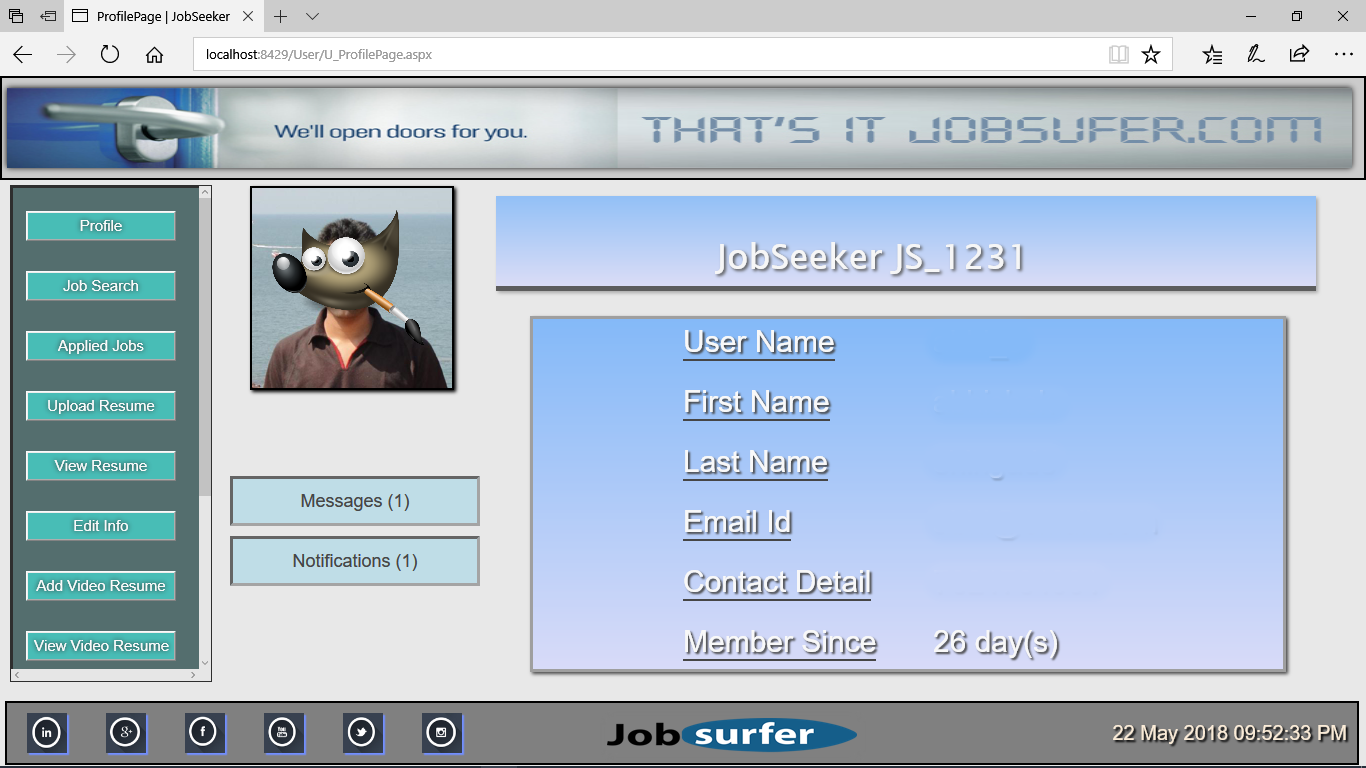 ProfilePage | JobSeeker
localhost:8429/User/U_ProfilePage.aspx
We'll open doors for you.
THAT'S IT JOBSUFER.COM
Profile
Job Search
Applied Jobs
Upload Resume
View Resume
Edit Info
Add Video Resume
View Video Resume
Messages (1)
Notifications (1)
JobSeeker JS_1231
User Name
First Name
Last Name
Email Id
Contact Detail
Member Since 26 day(s)
in
g+
f
You Tube
Job surfer
22 May 2018 09:52:33 PM